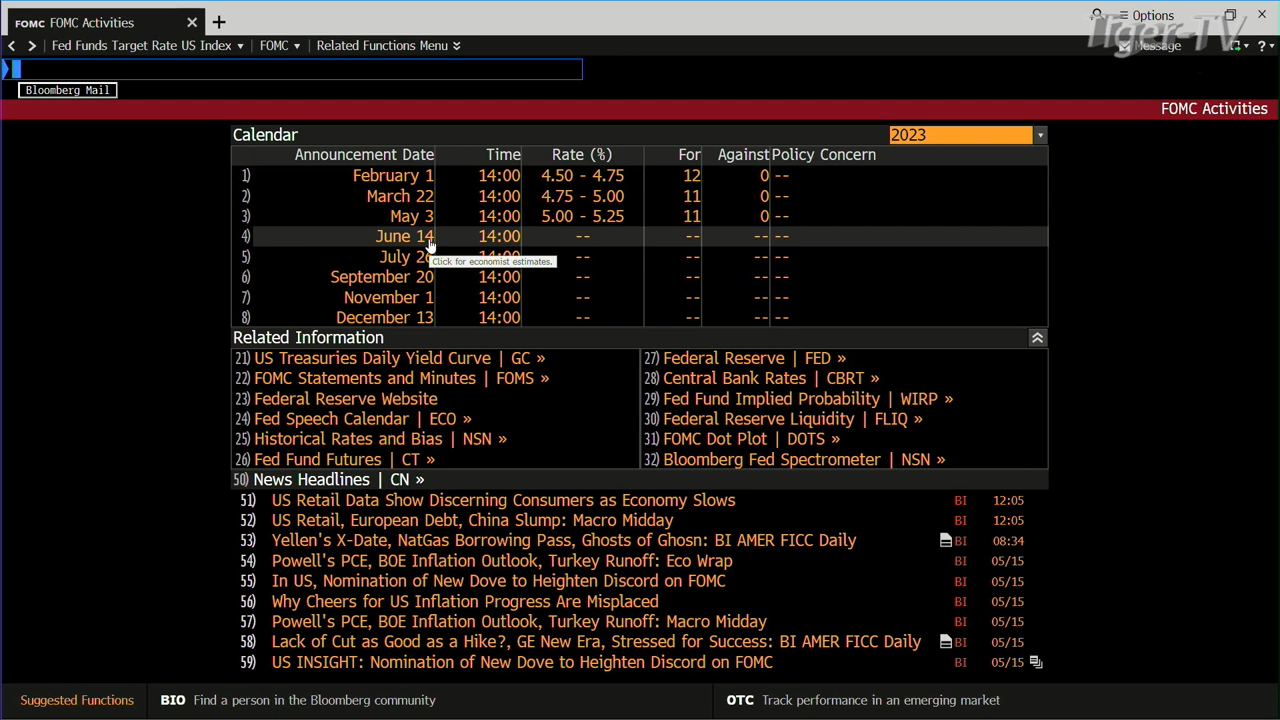 FOMC FOMC Activities × +
Options
Tiger-TV
< > Fed Funds Target Rate US Index FOMC Related Functions Menu Message ?
Bloomberg Mail
FOMC Activities
Calendar 2023
Announcement Date Time Rate (%) For Against Policy Concern
1) February 1 14:00 4.50 - 4.75 12 0 --
2) March 22 14:00 4.75 - 5.00 11 0 --
3) May 3 14:00 5.00 - 5.25 11 0 --
4) June 14 14:00 -- -- -- --
5) July 14:00 -- -- -- --
Click for economist estimates.
6) September 20 14:00 -- -- -- --
7) November 1 14:00 -- -- -- --
8) December 13 14:00 -- -- -- --
Related Information
21) US Treasuries Daily Yield Curve | GC » 27) Federal Reserve | FED »
22) FOMC Statements and Minutes | FOMS » 28) Central Bank Rates | CBRT »
23) Federal Reserve Website 29) Fed Fund Implied Probability | WIRP »
24) Fed Speech Calendar | ECO » 30) Federal Reserve Liquidity | FLIQ »
25) Historical Rates and Bias | NSN » 31) FOMC Dot Plot | DOTS »
26) Fed Fund Futures | CT » 32) Bloomberg Fed Spectrometer | NSN »
50) News Headlines | CN »
51) US Retail Data Show Discerning Consumers as Economy Slows BI 12:05
52) US Retail, European Debt, China Slump: Macro Midday BI 12:05
53) Yellen's X-Date, NatGas Borrowing Pass, Ghosts of Ghosn: BI AMER FICC Daily BI 08:34
54) Powell's PCE, BOE Inflation Outlook, Turkey Runoff: Eco Wrap BI 05/15
55) In US, Nomination of New Dove to Heighten Discord on FOMC BI 05/15
56) Why Cheers for US Inflation Progress Are Misplaced BI 05/15
57) Powell's PCE, BOE Inflation Outlook, Turkey Runoff: Macro Midday BI 05/15
58) Lack of Cut as Good as a Hike?, GE New Era, Stressed for Success: BI AMER FICC Daily BI 05/15
59) US INSIGHT: Nomination of New Dove to Heighten Discord on FOMC BI 05/15
Suggested Functions BIO Find a person in the Bloomberg community OTC Track performance in an emerging market